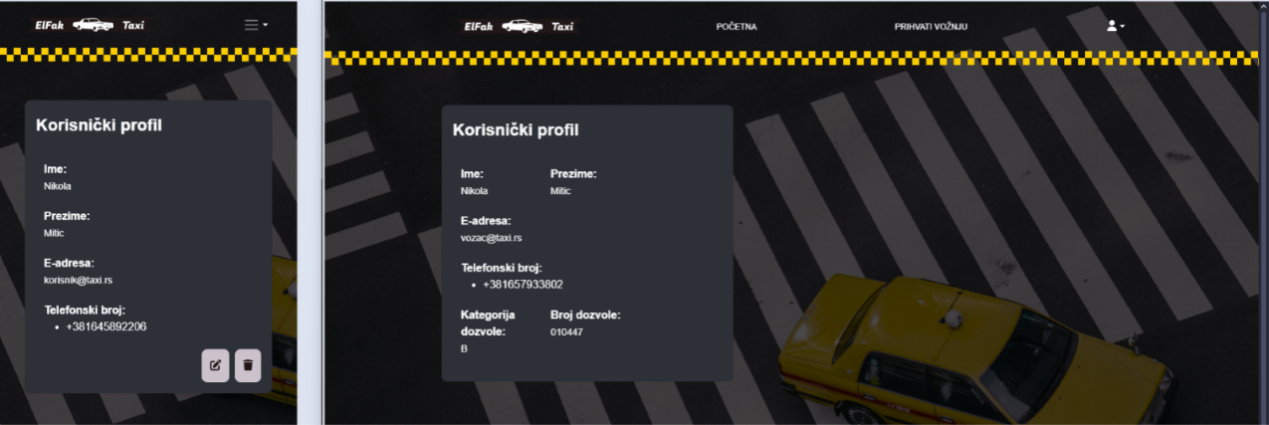 ElFak Taxi
Korisnički profil
Ime:
Nikola
Prezime:
Mitic
E-adresa:
korisnik@taxi.rs
Telefonski broj:
+381645892206
ElFak Taxi
POČETNA
PRIHVATI VOŽNJU
Korisnički profil
Ime: Prezime:
Nikola Mitic
E-adresa:
vozac@taxi.rs
Telefonski broj:
+381657933802
Kategorija Broj dozvole:
dozvole: 010447
B